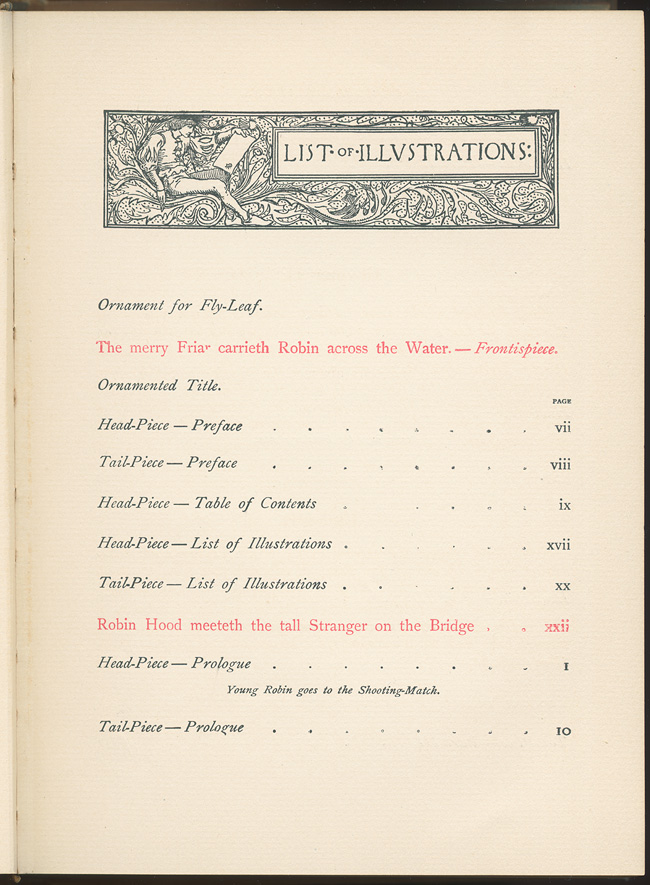 LIST·OF·ILLVSTRATIONS:
Ornament for Fly-Leaf.
The merry Friar carrieth Robin across the Water. — Frontispiece.
Ornamented Title.
PAGE
Head-Piece — Preface . . . . . . . . vii
Tail-Piece — Preface . . . . . . . . viii
Head-Piece — Table of Contents . . . . . ix
Head-Piece — List of Illustrations . . . . . xvii
Tail-Piece — List of Illustrations . . . . . . xx
Robin Hood meeteth the tall Stranger on the Bridge . . xxii
Head-Piece — Prologue . . . . . . . . 1
Young Robin goes to the Shooting-Match.
Tail-Piece — Prologue . . . . . . . . 10